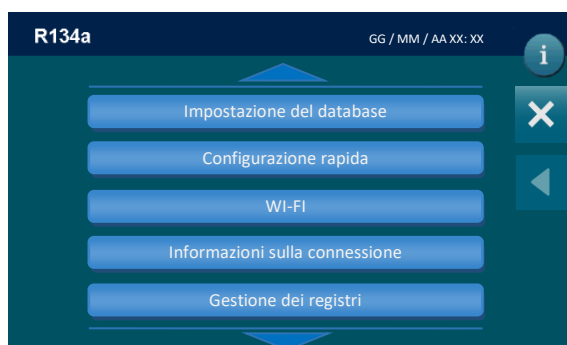 R134a
GG / MM / AA XX: XX
i
Impostazione del database
Configurazione rapida
WI-FI
Informazioni sulla connessione
Gestione dei registri